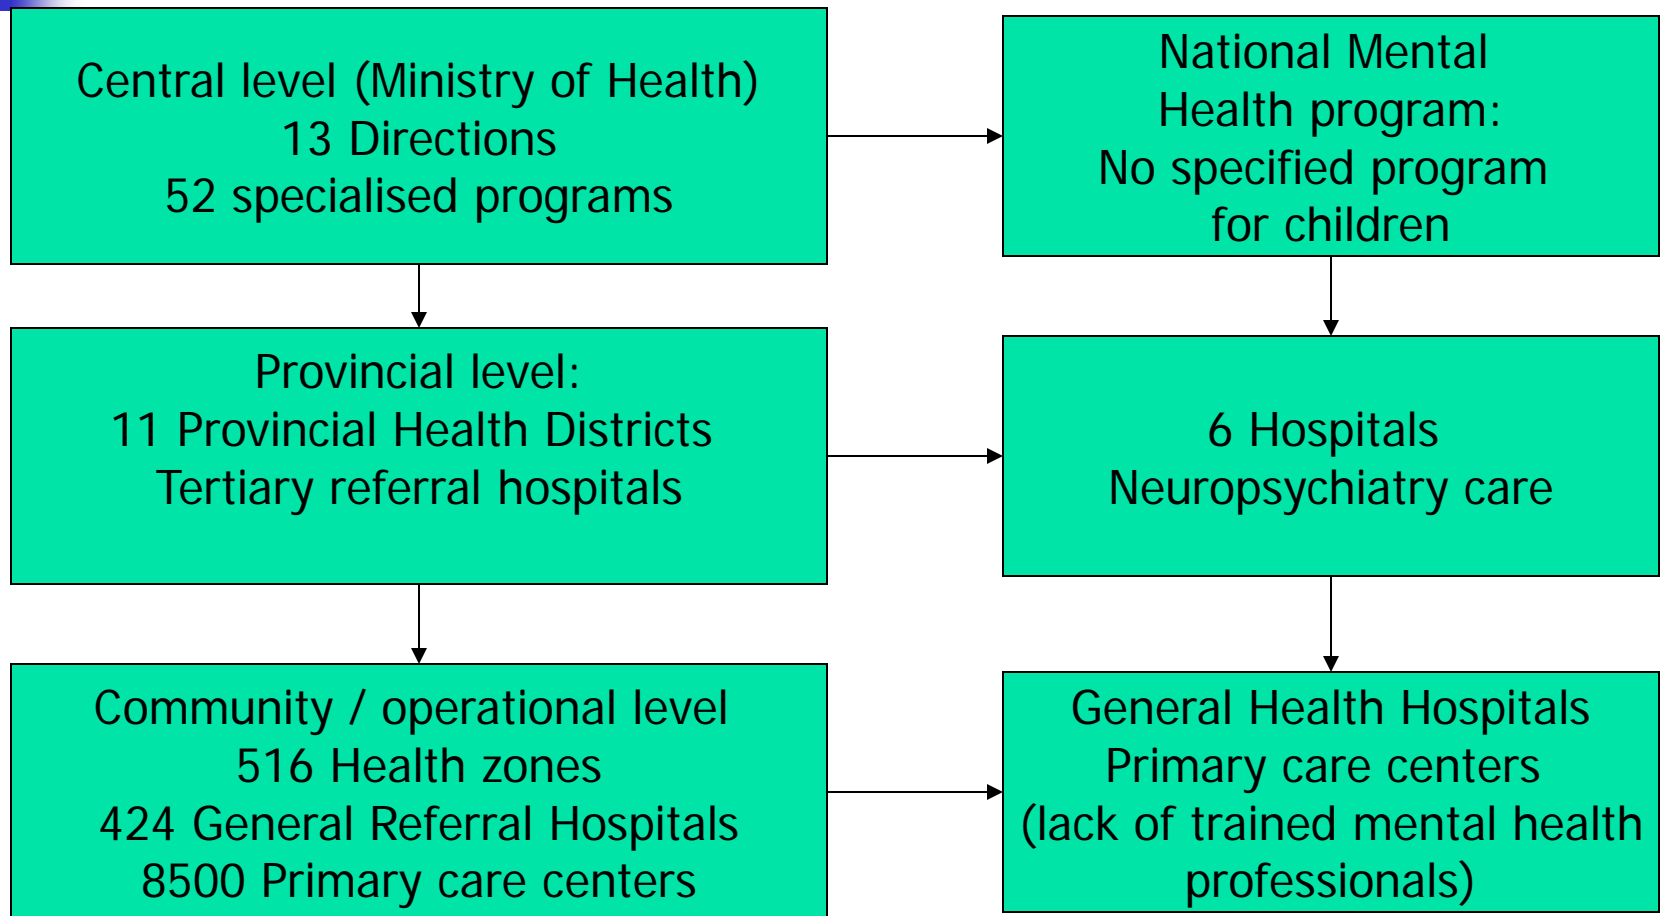 Central level (Ministry of Health)
13 Directions
52 specialised programs
National Mental
Health program:
No specified program
for children
Provincial level:
11 Provincial Health Districts
Tertiary referral hospitals
6 Hospitals
Neuropsychiatry care
Community / operational level
516 Health zones
424 General Referral Hospitals
8500 Primary care centers
General Health Hospitals
Primary care centers
(lack of trained mental health
professionals)